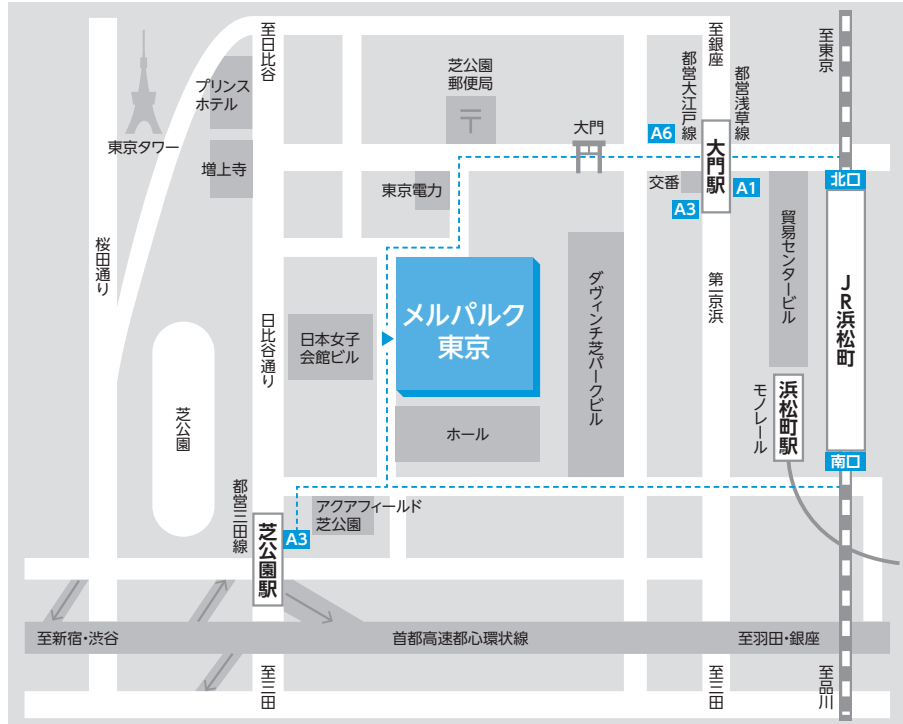 至日比谷
至銀座
至東京
都営大江戸線
都営浅草線
プリンス
ホテル
芝公園
郵便局
〒
東京タワー
大門
A6
大門駅
増上寺
東京電力
交番
A3
A1
北口
桜田通り
日比谷通り
日本女子
会館ビル
メルパルク
東京
ダヴィンチ芝パークビル
第一京浜
貿易センタービル
JR浜松町
モノレール
浜松町駅
芝公園
ホール
南口
都営三田線
アクアフィールド
芝公園
A3
芝公園駅
至新宿・渋谷
首都高速都心環状線
至羽田・銀座
至三田
至三田
至品川